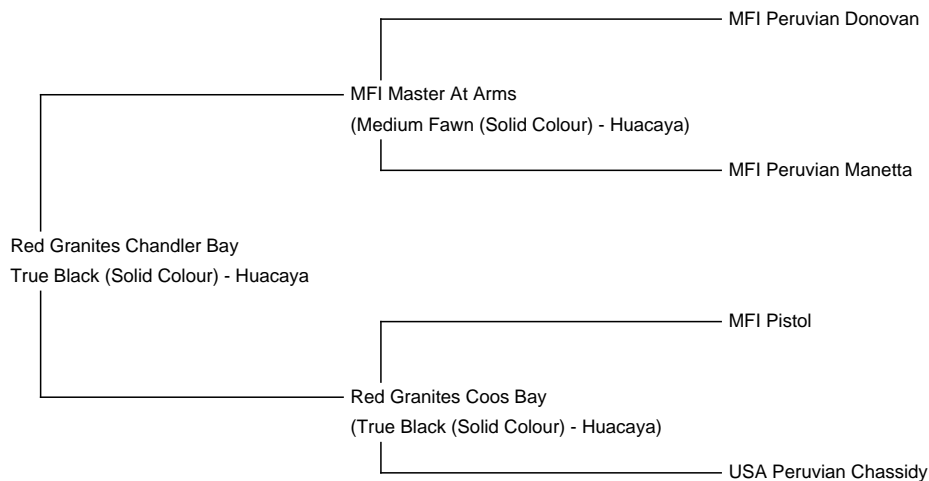 MFI Peruvian Donovan
MFI Master At Arms
(Medium Fawn (Solid Colour) - Huacaya)
MFI Peruvian Manetta
Red Granites Chandler Bay
True Black (Solid Colour) - Huacaya
MFI Pistol
Red Granites Coos Bay
(True Black (Solid Colour) - Huacaya)
USA Peruvian Chassidy